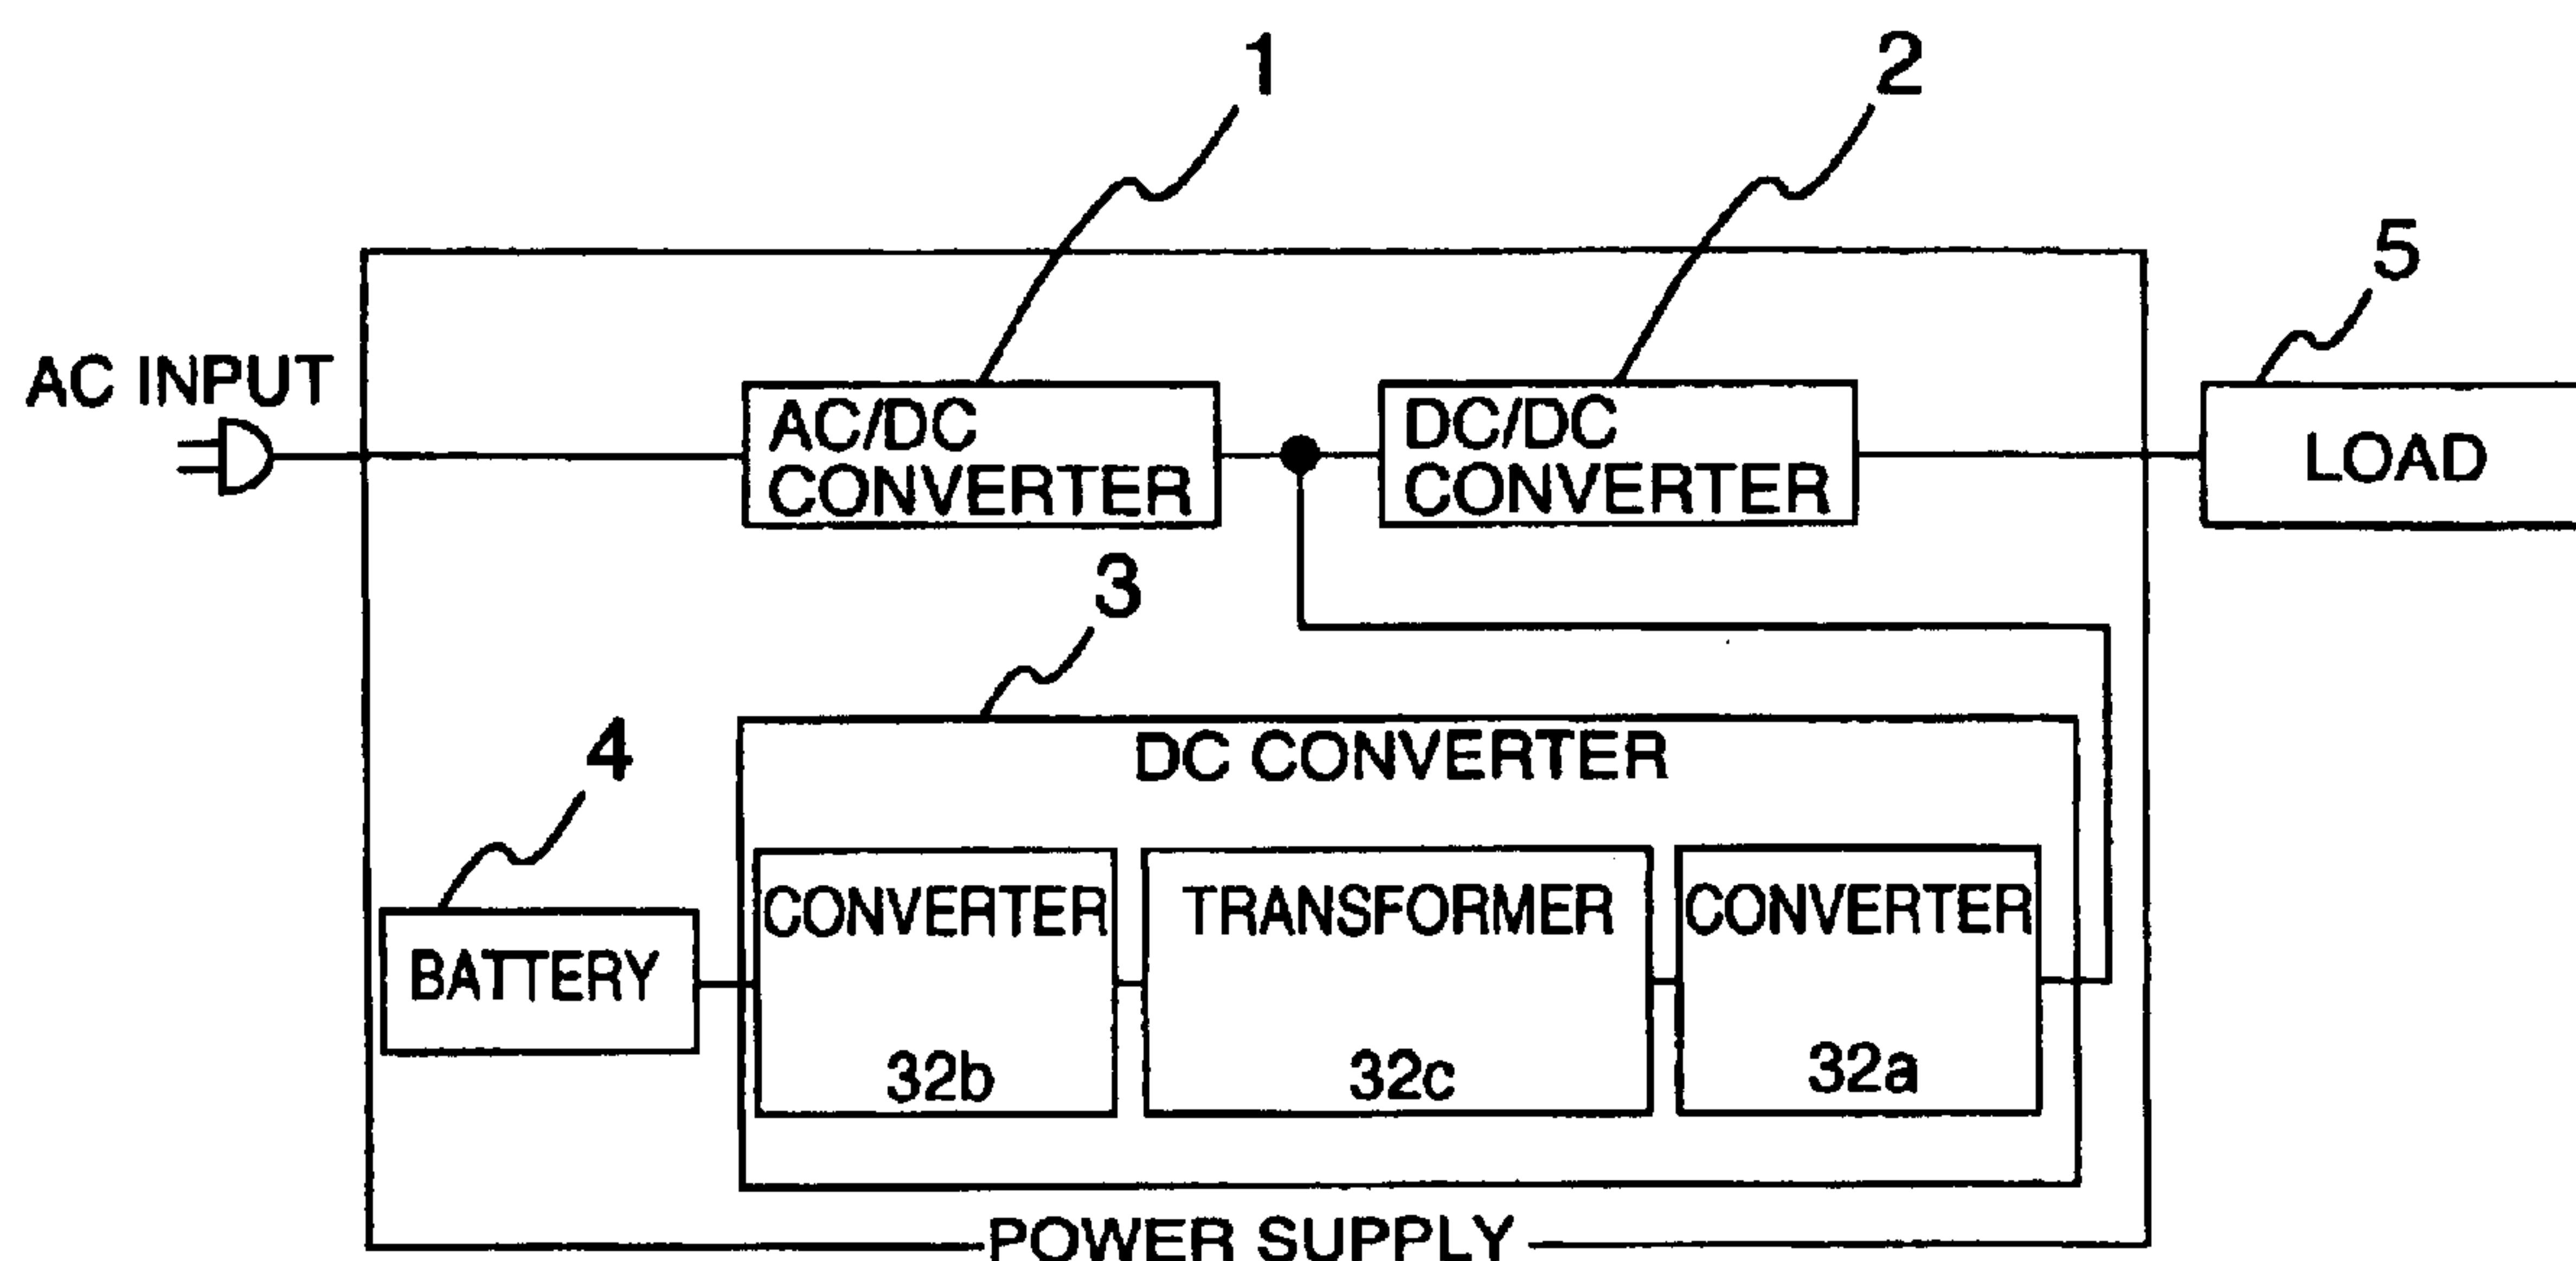 1
2
5
AC INPUT
AC/DC
CONVERTER
DC/DC
CONVERTER
LOAD
3
4
DC CONVERTER
BATTERY
CONVERTER
32b
TRANSFORMER
32c
CONVERTER
32a
POWER SUPPLY